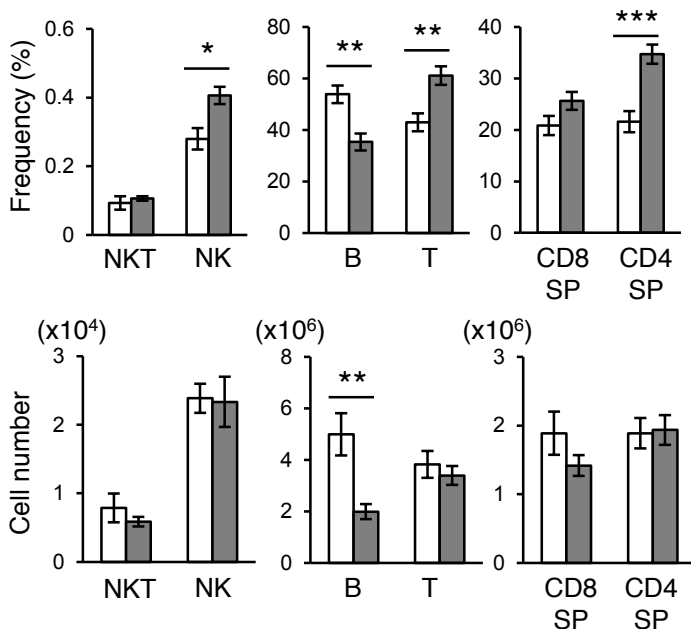 Frequency (%)
0.6
0.4
0.2
0
*
NKT NK
80
60
40
20
0
** **
B T
40
30
20
10
0
***
CD8 SP
CD4 SP
Cell number
(x10⁴)
3
2
1
0
NKT NK
(x10⁶)
8
6
4
2
0
**
B T
(x10⁶)
3
2
1
0
CD8 SP
CD4 SP